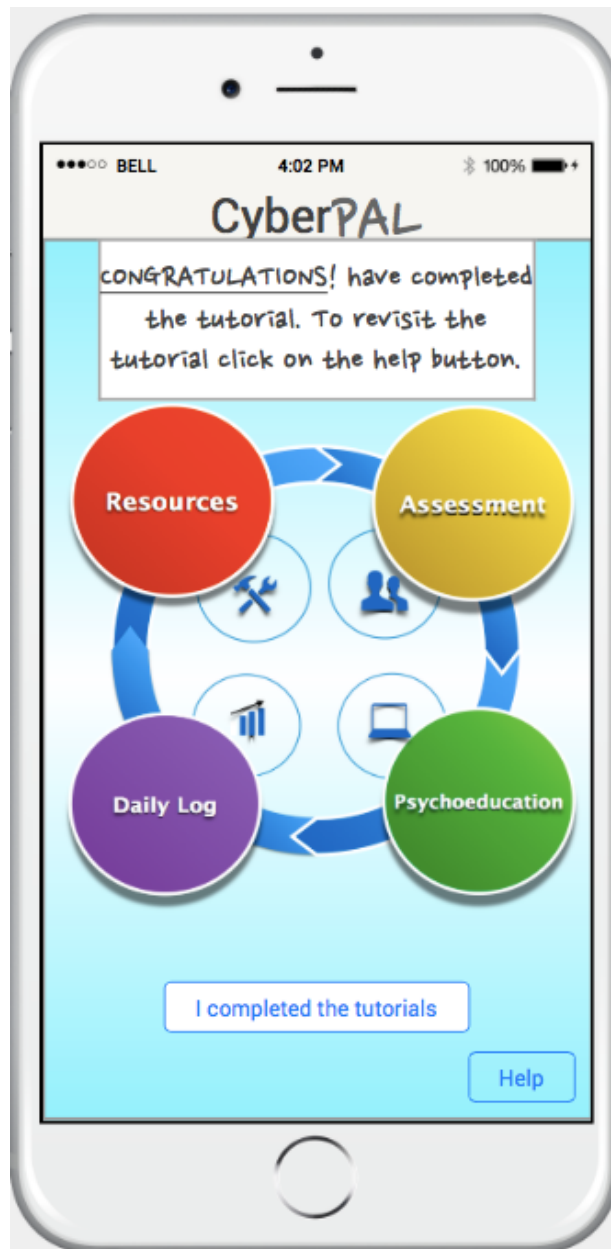 BELL 4:02 PM 100%
CyberPAL
CONGRATULATIONS! have completed
the tutorial. To revisit the
tutorial click on the help button.
Resources
Assessment
Daily Log
Psychoeducation
I completed the tutorials
Help